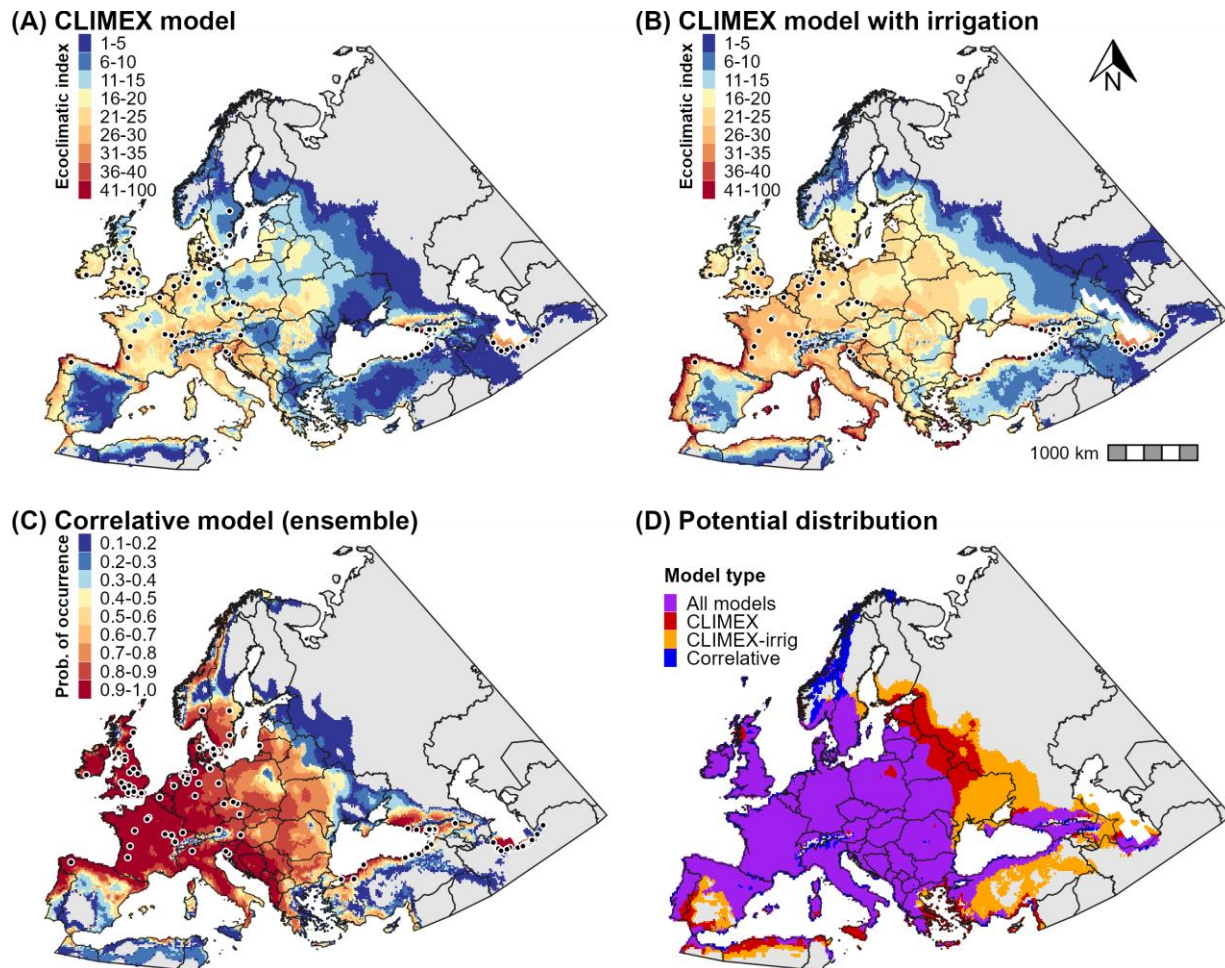 (A) CLIMEX model
Ecoclimatic index
1-5
6-10
11-15
16-20
21-25
26-30
31-35
36-40
41-100
(B) CLIMEX model with irrigation
Ecoclimatic index
1-5
6-10
11-15
16-20
21-25
26-30
31-35
36-40
41-100
N
1000 km
(C) Correlative model (ensemble)
Prob. of occurrence
0.1-0.2
0.2-0.3
0.3-0.4
0.4-0.5
0.5-0.6
0.6-0.7
0.7-0.8
0.8-0.9
0.9-1.0
(D) Potential distribution
Model type
All models
CLIMEX
CLIMEX-irrig
Correlative